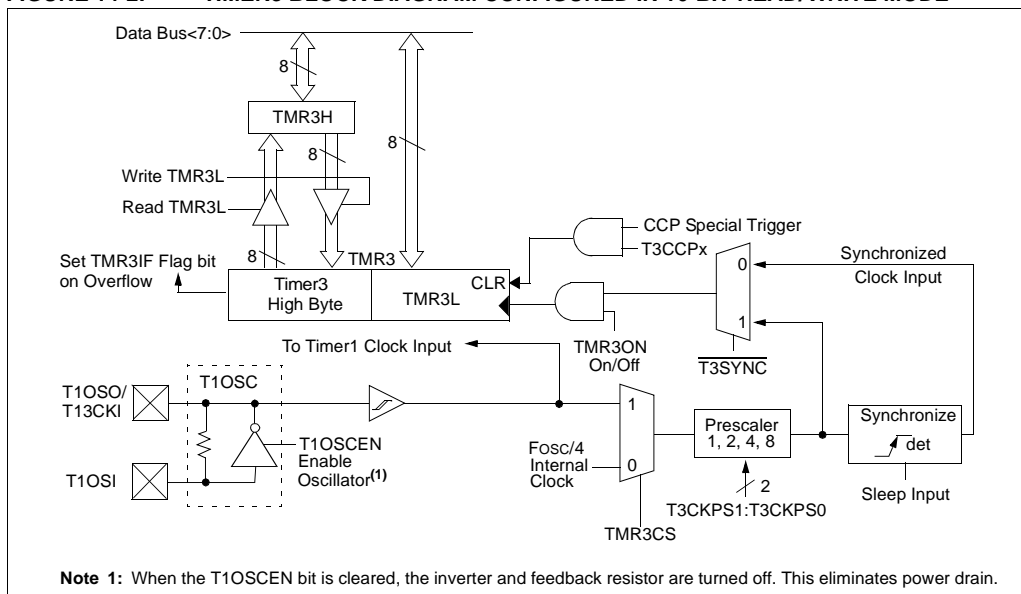 Data Bus<7:0>
8
TMR3H
8
8
Write TMR3L
Read TMR3L
8
TMR3
Set TMR3IF Flag bit
on Overflow
Timer3
High Byte
TMR3L
CLR
CCP Special Trigger
T3CCPx
0
1
Synchronized
Clock Input
TMR3ON
On/Off
T3SYNC
To Timer1 Clock Input
T1OSC
T1OSO/
T13CKI
T1OSI
T1OSCEN
Enable
Oscillator(1)
FOSC/4
Internal
Clock
1
0
TMR3CS
Prescaler
1, 2, 4, 8
2
T3CKPS1:T3CKPS0
Synchronize
det
Sleep Input
Note 1: When the T1OSCEN bit is cleared, the inverter and feedback resistor are turned off. This eliminates power drain.